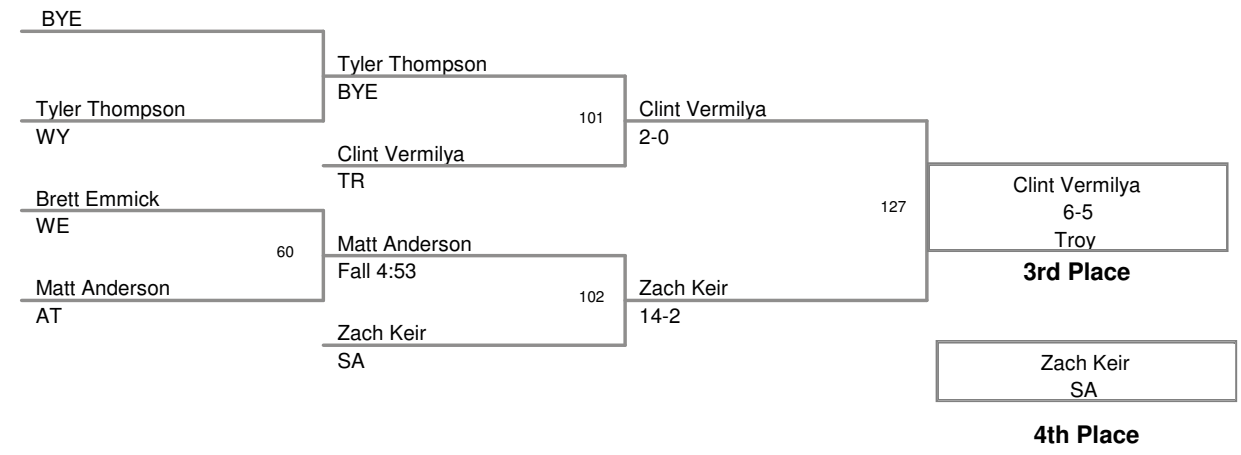 BYE
Tyler Thompson
WY
Brett Emmick
WE
60
Matt Anderson
AT
Tyler Thompson
BYE
101
Clint Vermilya
TR
Matt Anderson
Fall 4:53
102
Zach Keir
SA
Clint Vermilya
2-0
127
Zach Keir
14-2
Clint Vermilya
6-5
Troy
3rd Place
Zach Keir
SA
4th Place